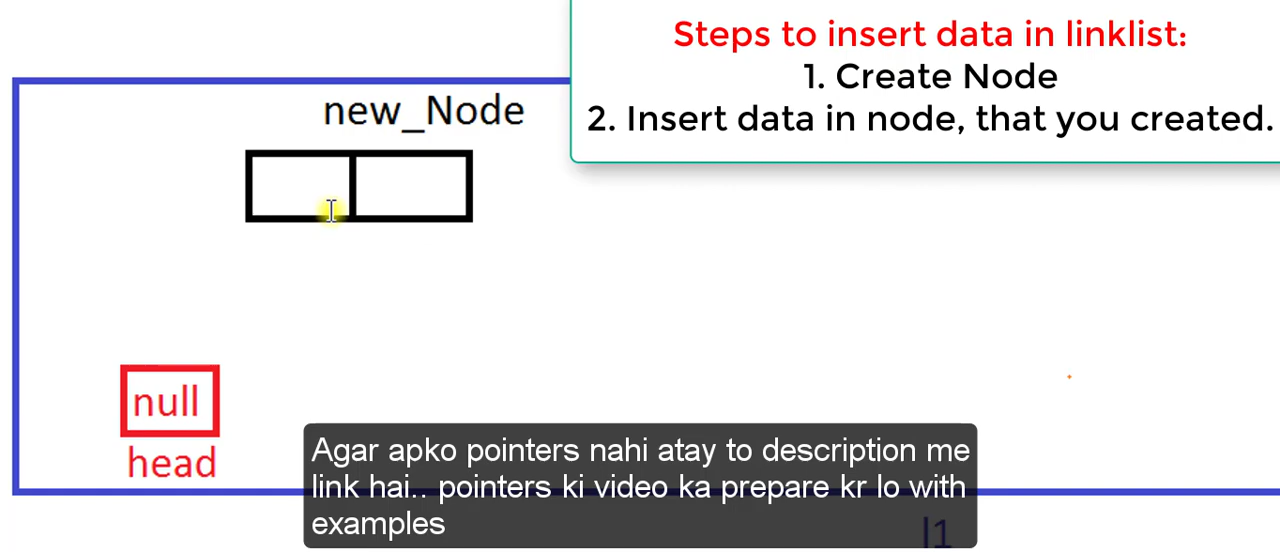 Steps to insert data in linklist:
1. Create Node
2. Insert data in node, that you created.
new_Node
null
head
Agar apko pointers nahi atay to description me
link hai.. pointers ki video ka prepare kr lo with
examples
l1